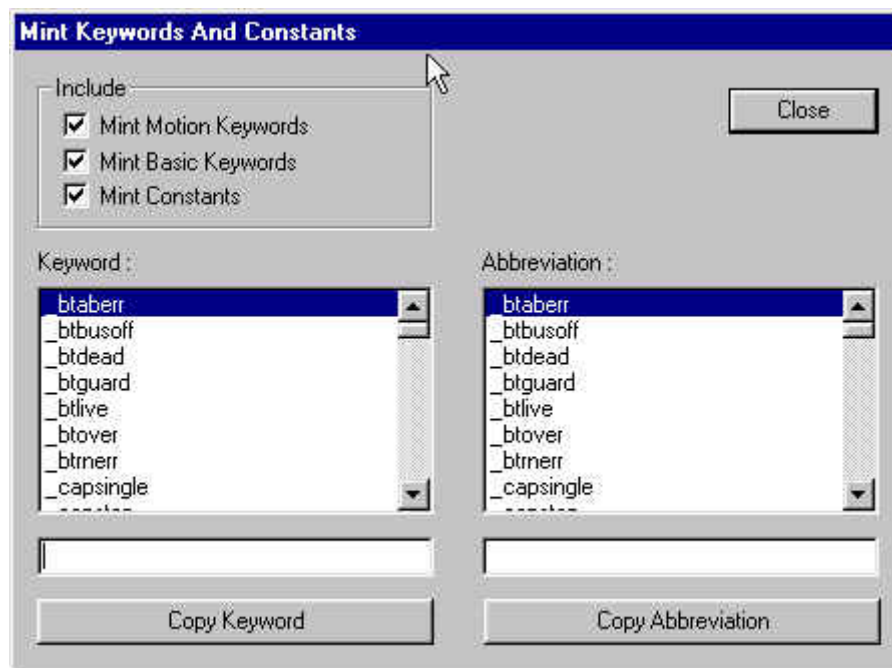 Mint Keywords And Constants
Include
Close
Mint Motion Keywords
Mint Basic Keywords
Mint Constants
Keyword :
Abbreviation :
_btaberr
_btbusoff
_btdead
_btguard
_btlive
_btover
_btrnerr
_capsingle
_btaberr
_btbusoff
_btdead
_btguard
_btlive
_btover
_btrnerr
_capsingle
Copy Keyword
Copy Abbreviation